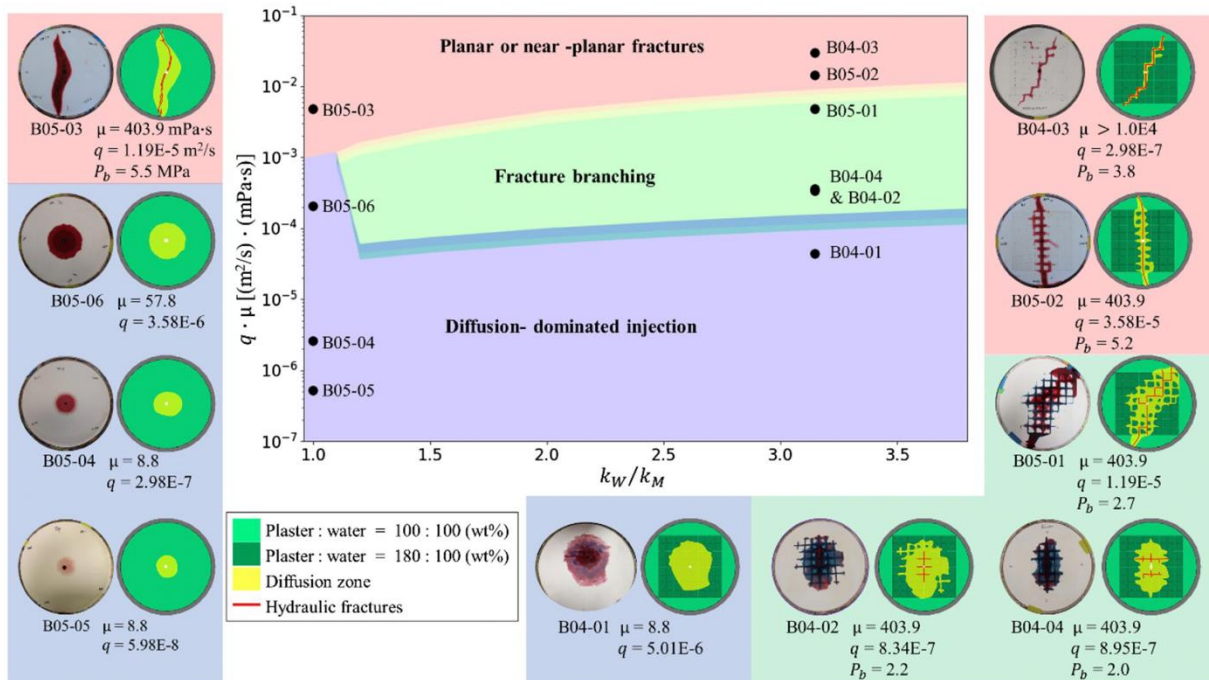 B05-03
μ = 403.9 mPa·s
q = 1.19E-5 m²/s
P_b = 5.5 MPa
B05-06
μ = 57.8
q = 3.58E-6
B05-04
μ = 8.8
q = 2.98E-7
B05-05
μ = 8.8
q = 5.98E-8
q · μ [(m²/s) · (mPa·s)]
10⁻¹
10⁻²
10⁻³
10⁻⁴
10⁻⁵
10⁻⁶
10⁻⁷
Planar or near -planar fractures
B04-03
B05-02
B05-03
B05-01
Fracture branching
B04-04
& B04-02
B05-06
B04-01
Diffusion- dominated injection
B05-04
B05-05
1.0 1.5 2.0 2.5 3.0 3.5
k_W/k_M
Plaster : water = 100 : 100 (wt%)
Plaster : water = 180 : 100 (wt%)
Diffusion zone
Hydraulic fractures
B04-03
μ > 1.0E4
q = 2.98E-7
P_b = 3.8
B05-02
μ = 403.9
q = 3.58E-5
P_b = 5.2
B05-01
μ = 403.9
q = 1.19E-5
P_b = 2.7
B04-01
μ = 8.8
q = 5.01E-6
B04-02
μ = 403.9
q = 8.34E-7
P_b = 2.2
B04-04
μ = 403.9
q = 8.95E-7
P_b = 2.0